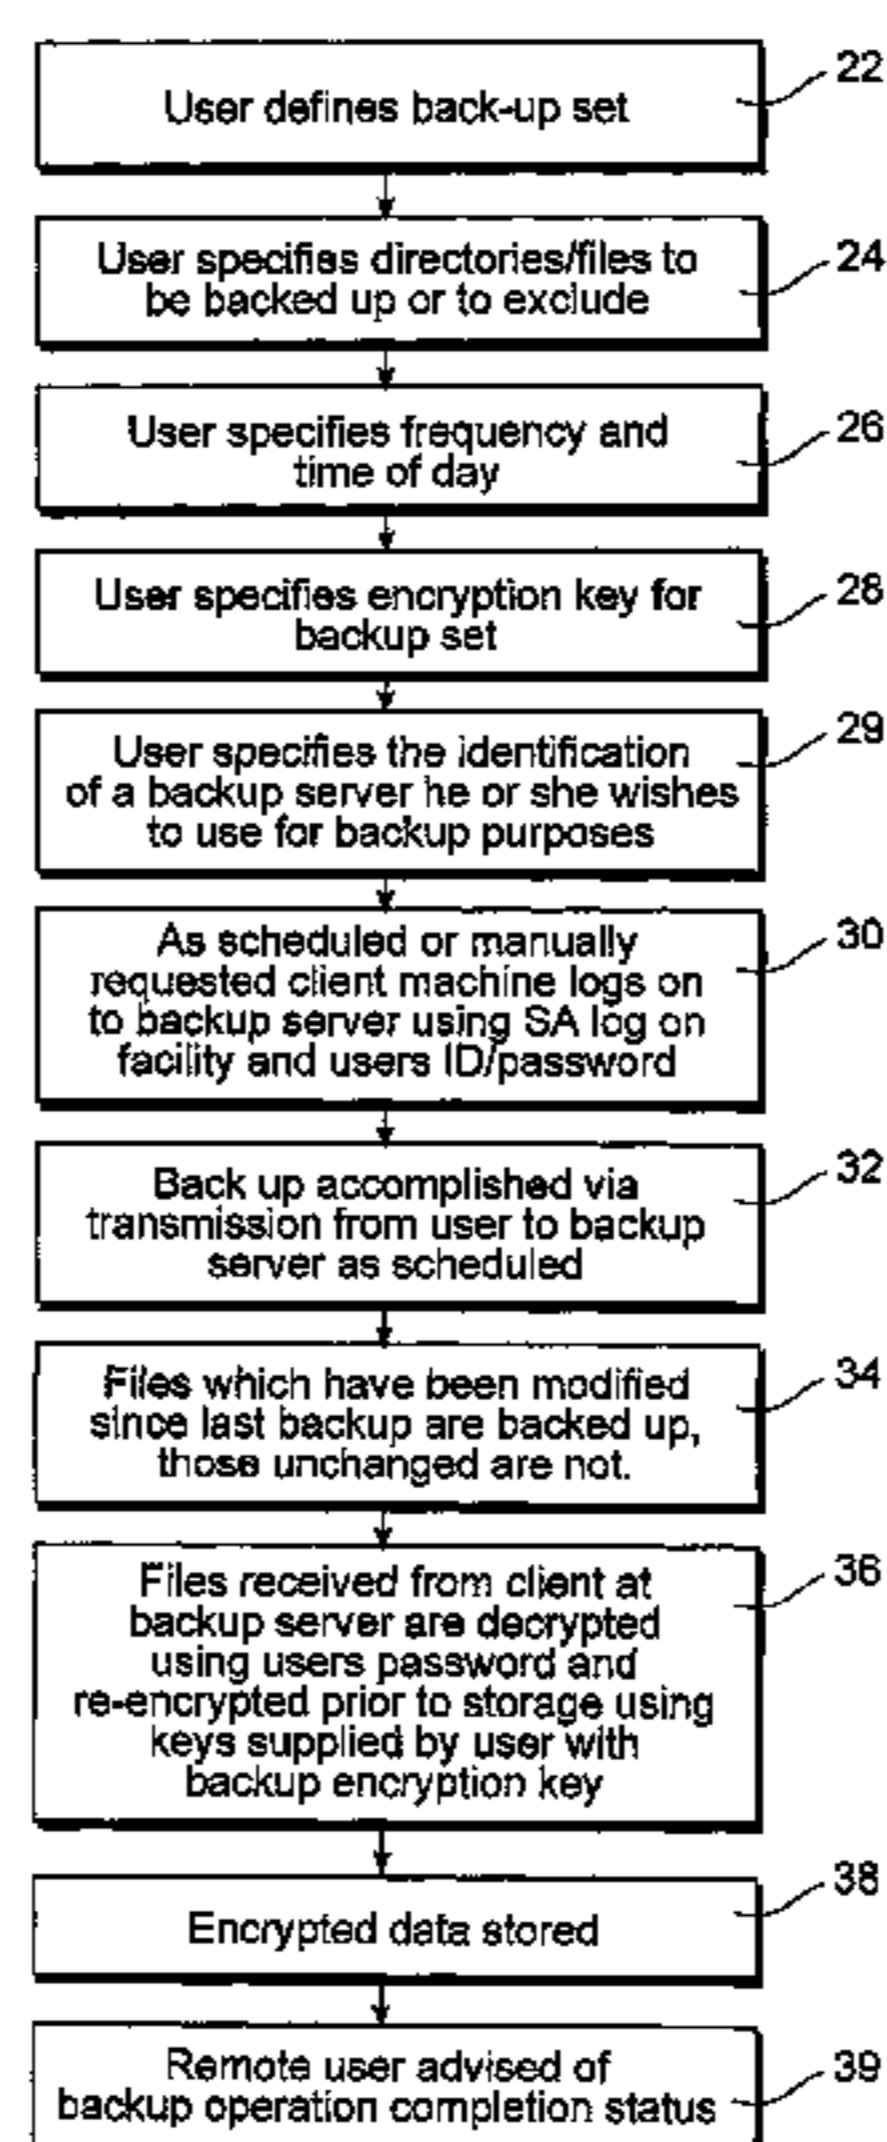 User defines back-up set
22
User specifies directories/files to
be backed up or to exclude
24
User specifies frequency and
time of day
26
User specifies encryption key for
backup set
28
User specifies the identification
of a backup server he or she wishes
to use for backup purposes
29
As scheduled or manually
requested client machine logs on
to backup server using SA log on
facility and users ID/password
30
Back up accomplished via
transmission from user to backup
server as scheduled
32
Files which have been modified
since last backup are backed up,
those unchanged are not.
34
Files received from client at
backup server are decrypted
using users password and
re-encrypted prior to storage using
keys supplied by user with
backup encryption key
36
Encrypted data stored
38
Remote user advised of
backup operation completion status
39